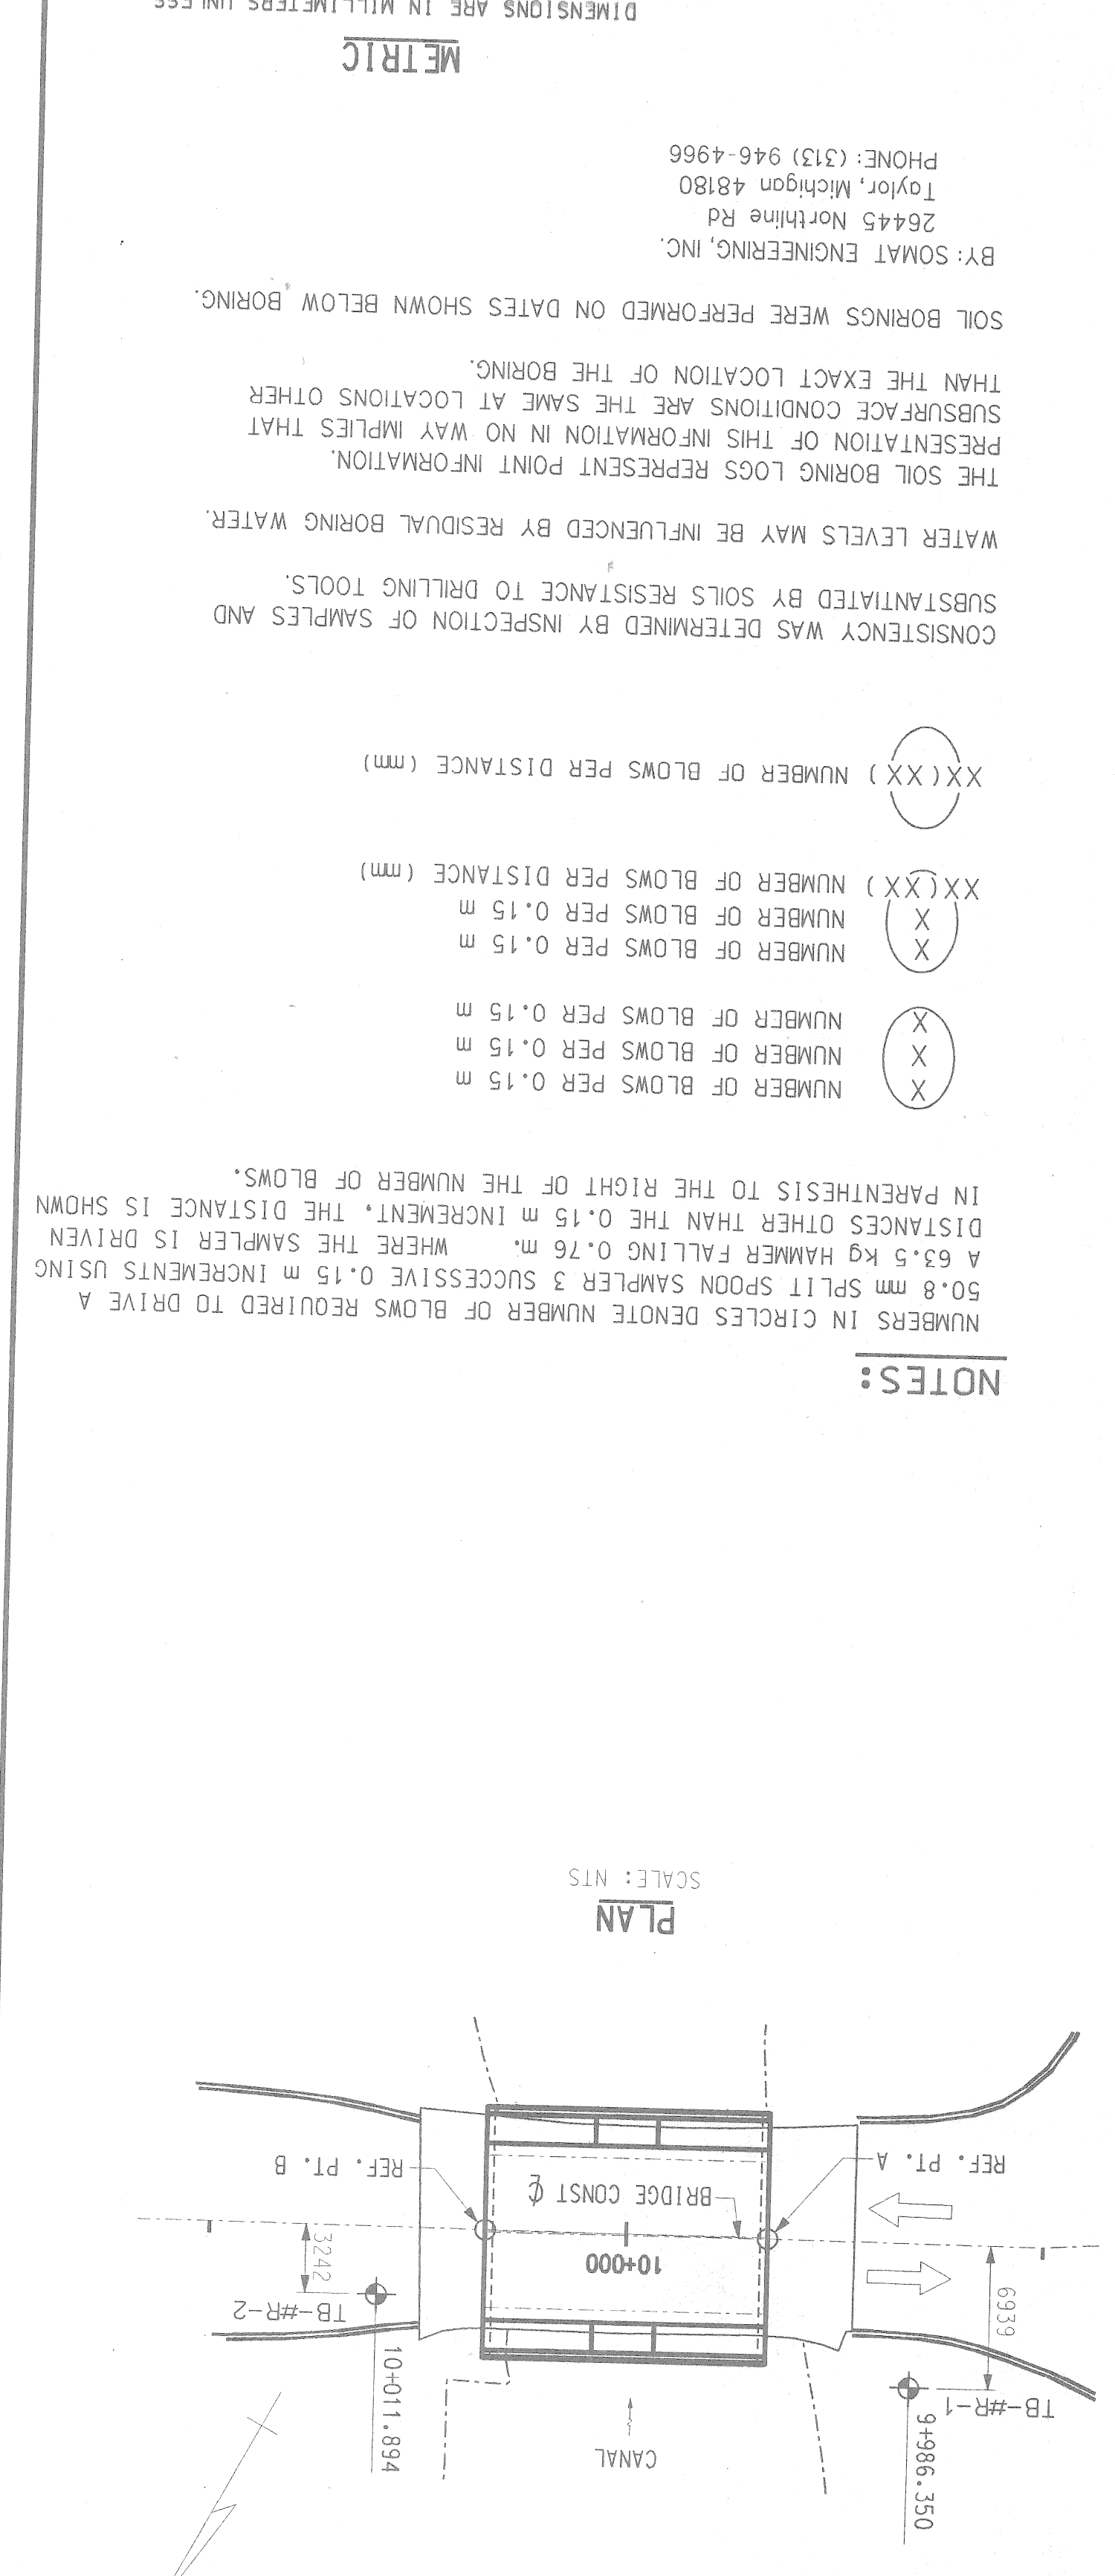 9+986.350
TB-#R-1
CANAL
10+011.894
TB-#R-2
6939
3242
10+000
BRIDGE CONST ℄
REF. PT. A
REF. PT. B
PLAN
SCALE: NTS
NOTES:
NUMBERS IN CIRCLES DENOTE NUMBER OF BLOWS REQUIRED TO DRIVE A
50.8 mm SPLIT SPOON SAMPLER 3 SUCCESSIVE 0.15 m INCREMENTS USING
A 63.5 kg HAMMER FALLING 0.76 m. WHERE THE SAMPLER IS DRIVEN
DISTANCES OTHER THAN THE 0.15 m INCREMENT. THE DISTANCE IS SHOWN
IN PARENTHESIS TO THE RIGHT OF THE NUMBER OF BLOWS.
X NUMBER OF BLOWS PER 0.15 m
X NUMBER OF BLOWS PER 0.15 m
X NUMBER OF BLOWS PER 0.15 m
X NUMBER OF BLOWS PER 0.15 m
X NUMBER OF BLOWS PER 0.15 m
XX(XX) NUMBER OF BLOWS PER DISTANCE (mm)
XX(XX) NUMBER OF BLOWS PER DISTANCE (mm)
CONSISTENCY WAS DETERMINED BY INSPECTION OF SAMPLES AND
SUBSTANTIATED BY SOILS RESISTANCE TO DRILLING TOOLS.
WATER LEVELS MAY BE INFLUENCED BY RESIDUAL BORING WATER.
THE SOIL BORING LOGS REPRESENT POINT INFORMATION.
PRESENTATION OF THIS INFORMATION IN NO WAY IMPLIES THAT
SUBSURFACE CONDITIONS ARE THE SAME AT LOCATIONS OTHER
THAN THE EXACT LOCATION OF THE BORING.
SOIL BORINGS WERE PERFORMED ON DATES SHOWN BELOW BORING.
BY: SOMAT ENGINEERING, INC.
26445 Northline Rd
Taylor, Michigan 48180
PHONE: (313) 946-4966
METRIC
DIMENSIONS ARE IN MILLIMETERS UNLESS